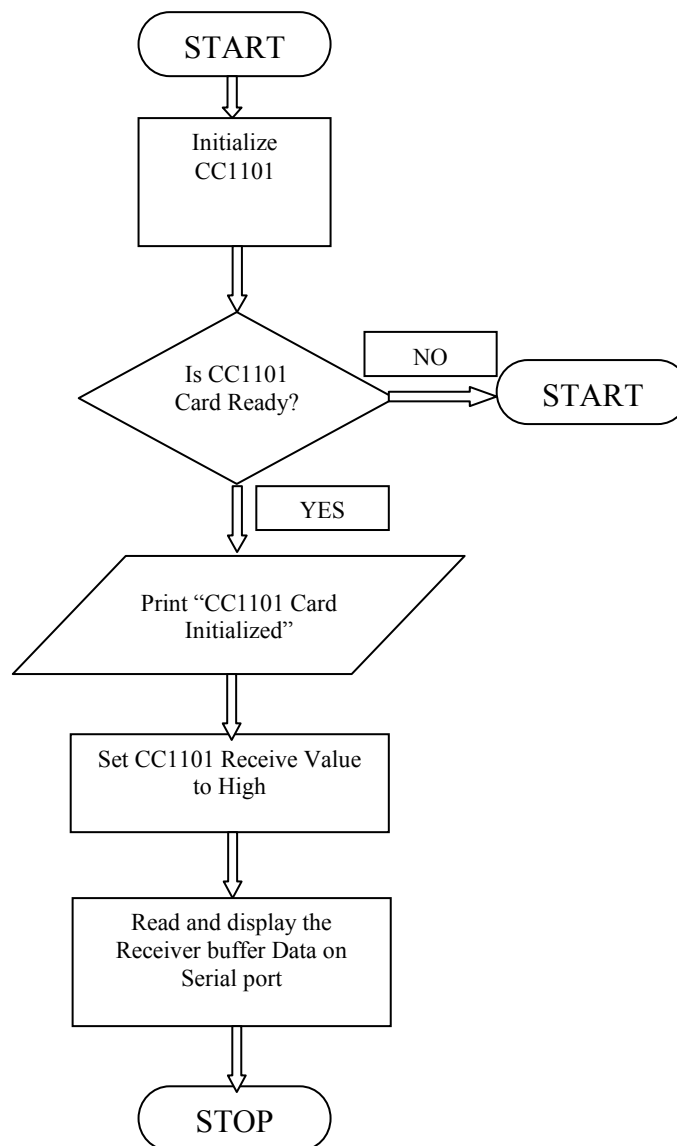 START
Initialize
CC1101
Is CC1101
Card Ready?
NO
START
YES
Print “CC1101 Card
Initialized”
Set CC1101 Receive Value
to High
Read and display the
Receiver buffer Data on
Serial port
STOP